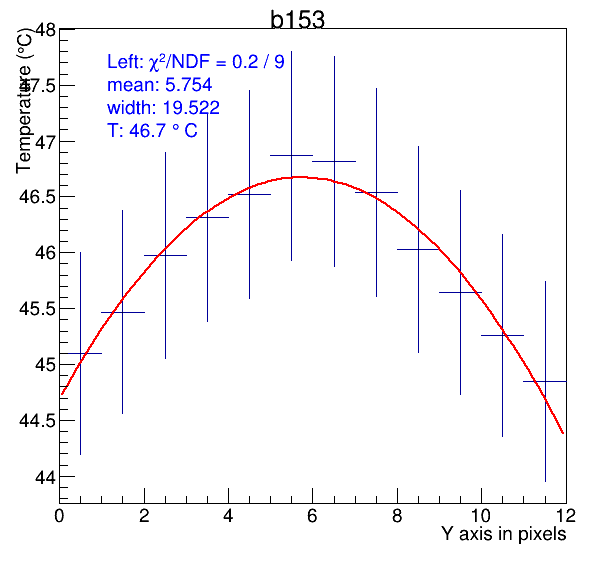 b153
Temperature (°C)
Left: χ²/NDF = 0.2 / 9
mean: 5.754
width: 19.522
T: 46.7 ° C
48
47.5
47
46.5
46
45.5
45
44.5
44
0 2 4 6 8 10 12
Y axis in pixels